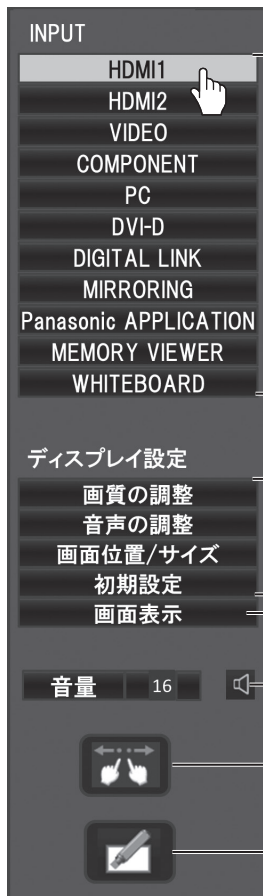 INPUT
HDMI1
HDMI2
VIDEO
COMPONENT
PC
DVI-D
DIGITAL LINK
MIRRORING
Panasonic APPLICATION
MEMORY VIEWER
WHITEBOARD
ディスプレイ設定
画質の調整
音声の調整
画面位置/サイズ
初期設定
画面表示
音量 16